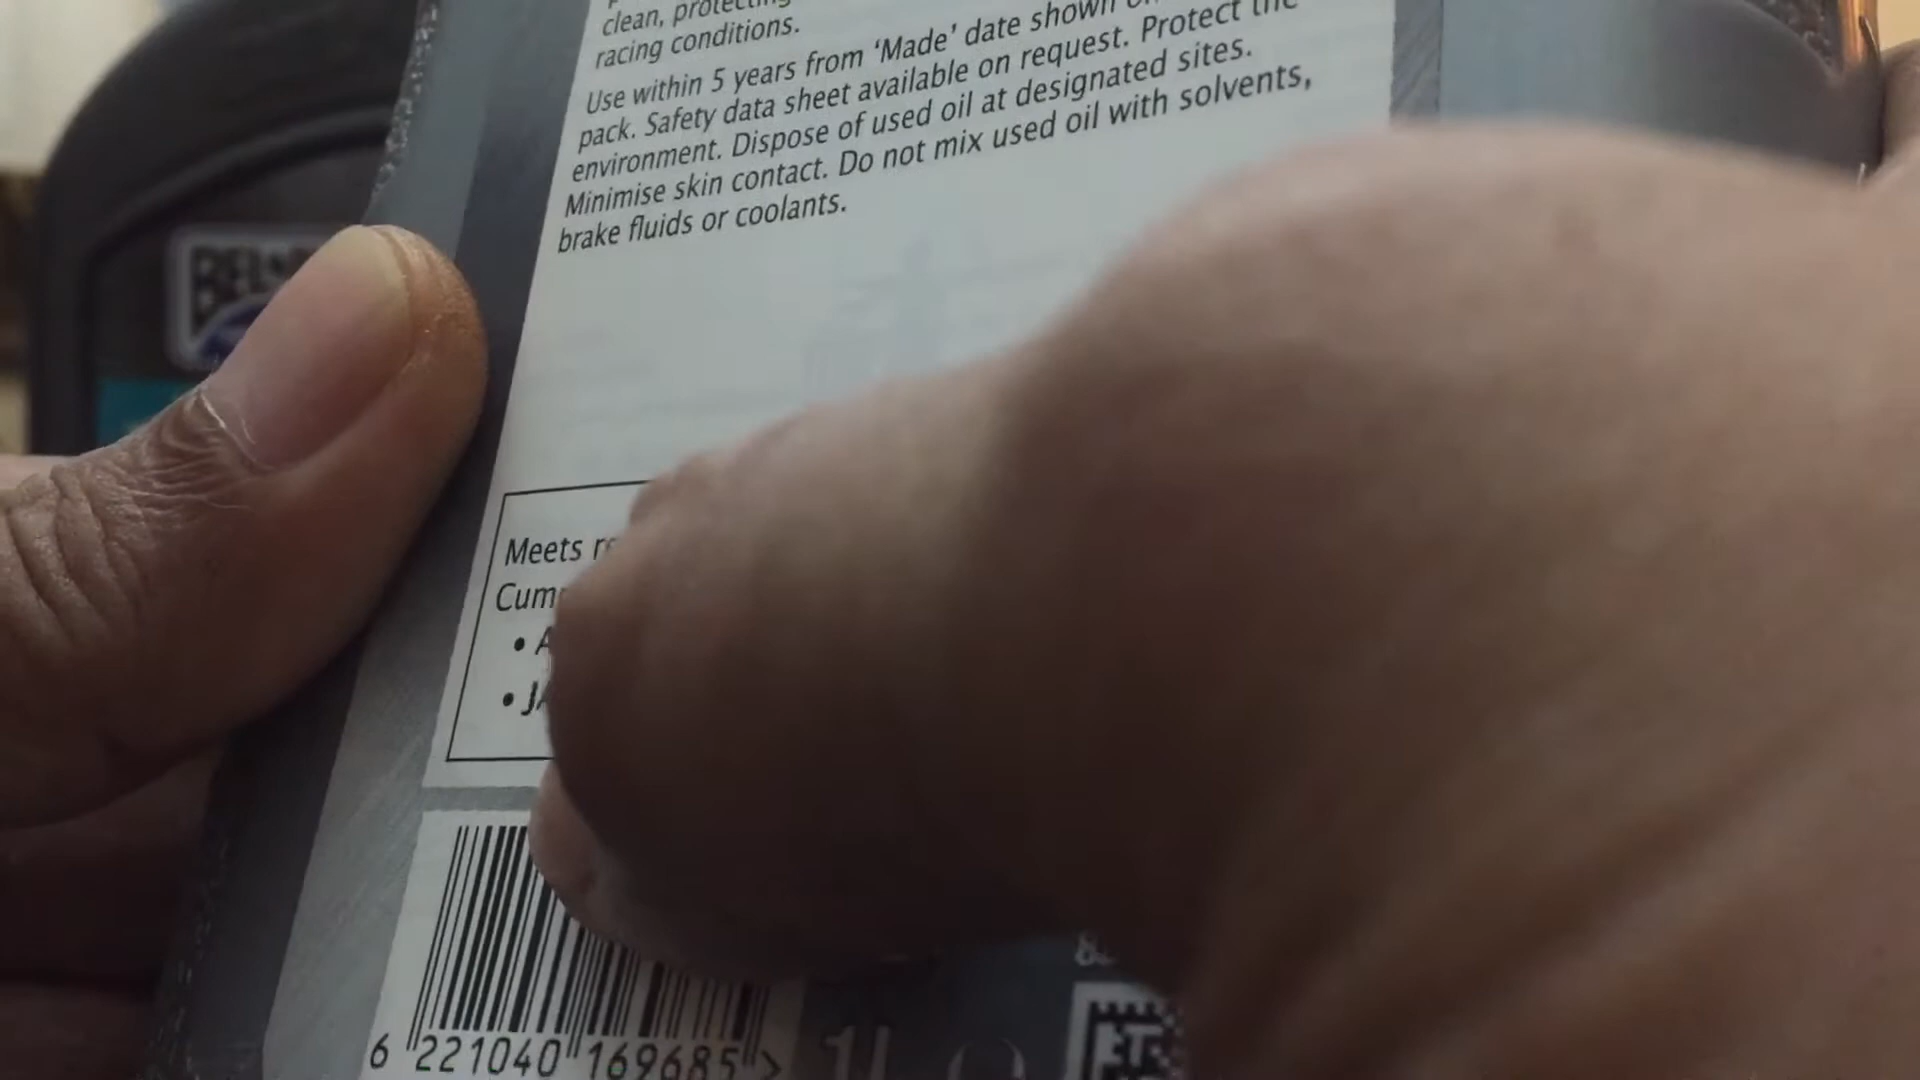 clean, protecting
racing conditions.
Use within 5 years from ‘Made’ date shown
pack. Safety data sheet available on request. Protect the
environment. Dispose of used oil at designated sites.
Minimise skin contact. Do not mix used oil with solvents,
brake fluids or coolants.
Meets
6 221040 169685 >
1L